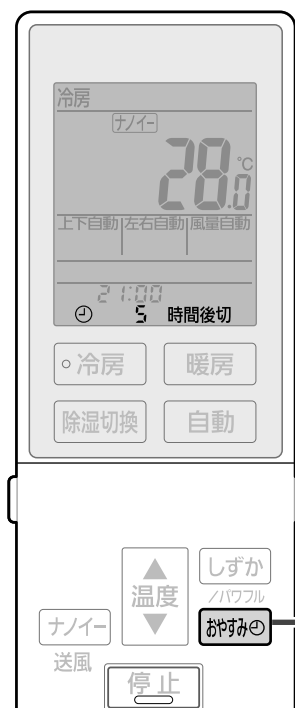 冷房
ナノイー
28.0℃
上下自動 左右自動 風量自動
21:00
5 時間後切
冷房 暖房
除湿切換 自動
しずか
温度
/パワフル
ナノイー おやすみ
送風
停止